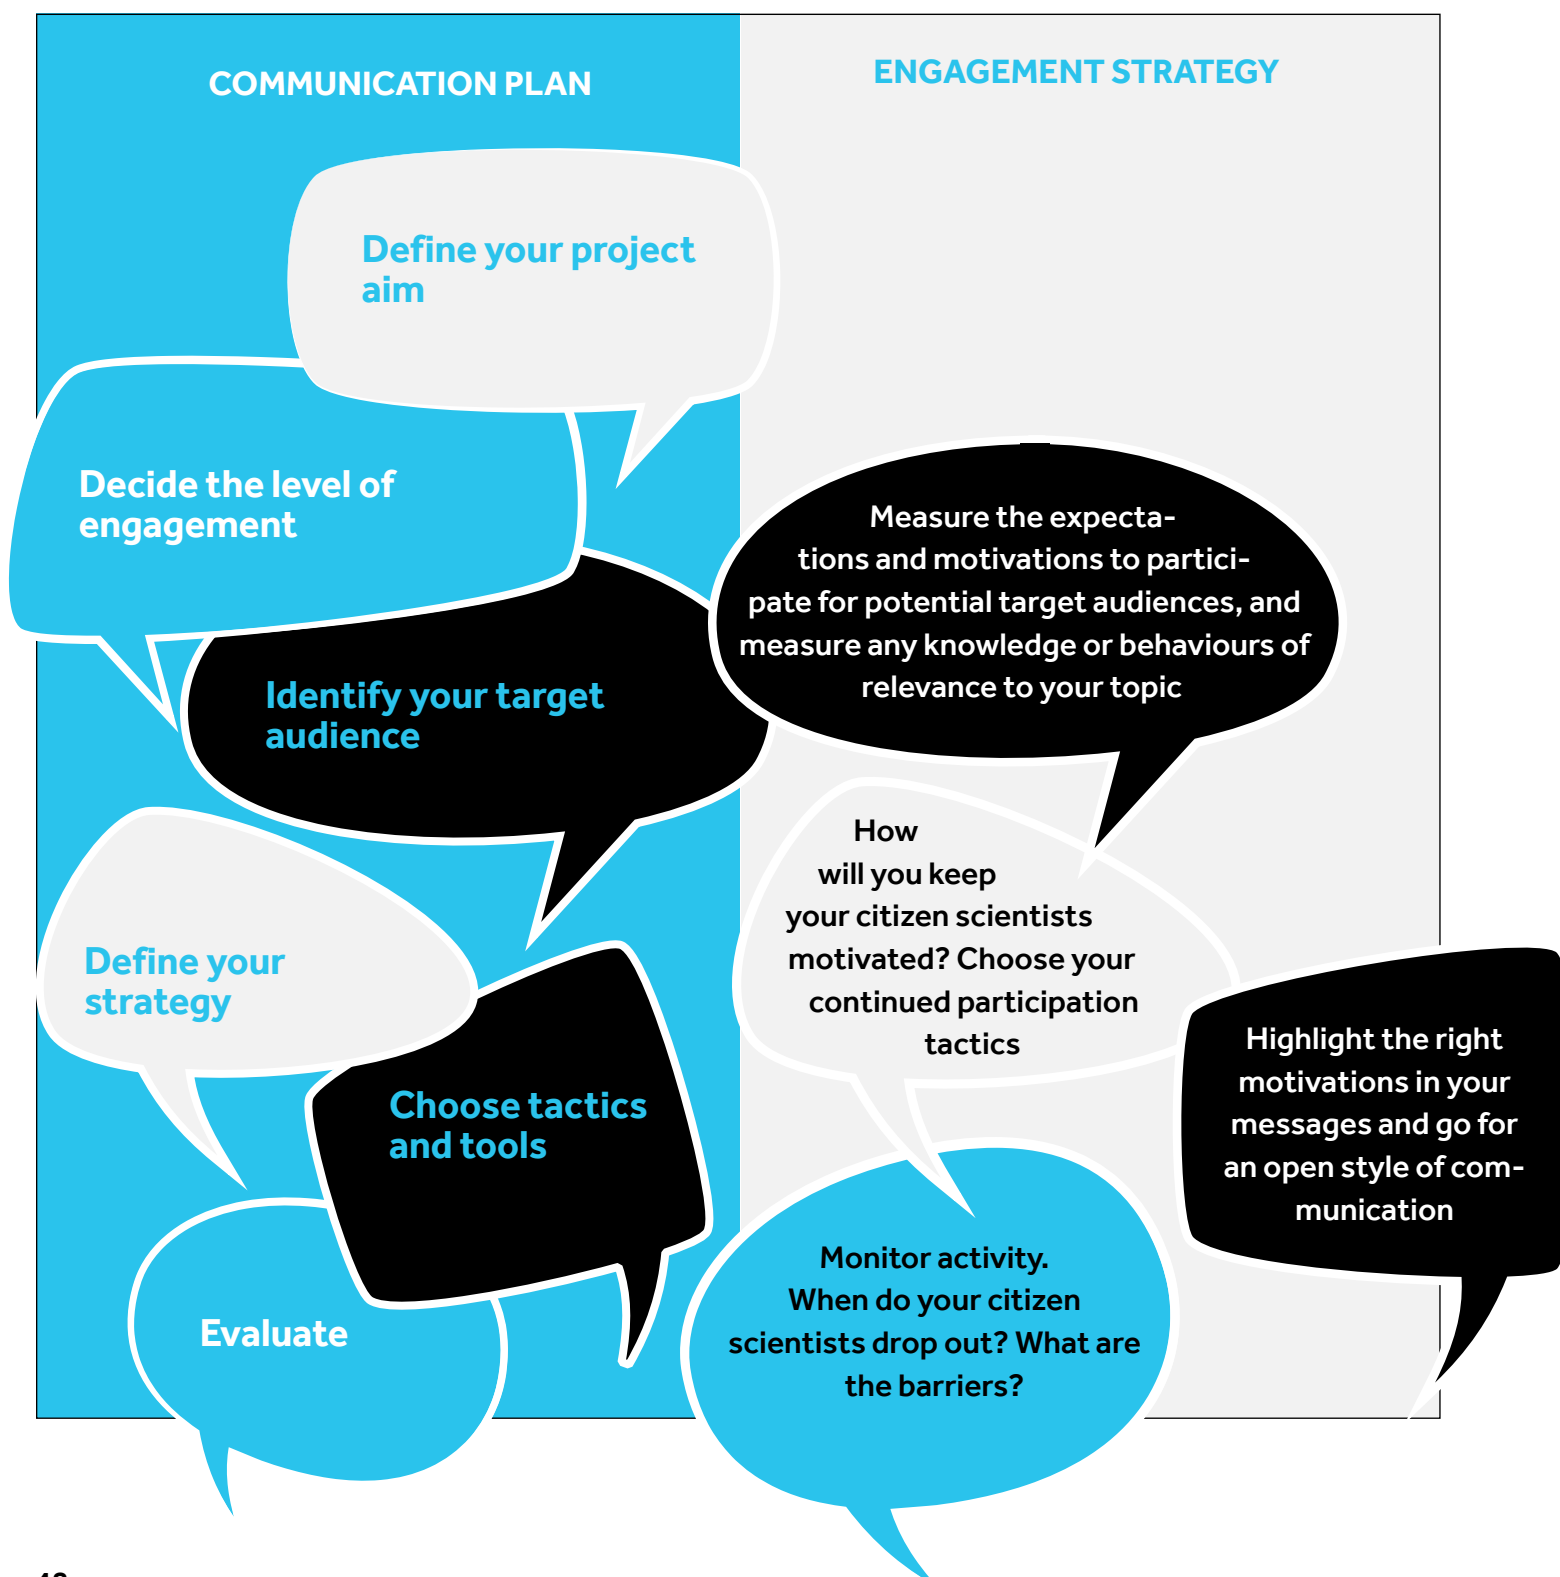 COMMUNICATION PLAN
ENGAGEMENT STRATEGY
Define your project
aim
Decide the level of
engagement
Identify your target
audience
Define your
strategy
Choose tactics
and tools
Evaluate
Measure the expecta-
tions and motivations to partici-
pate for potential target audiences, and
measure any knowledge or behaviours of
relevance to your topic
How
will you keep
your citizen scientists
motivated? Choose your
continued participation
tactics
Highlight the right
motivations in your
messages and go for
an open style of com-
munication
Monitor activity.
When do your citizen
scientists drop out? What are
the barriers?